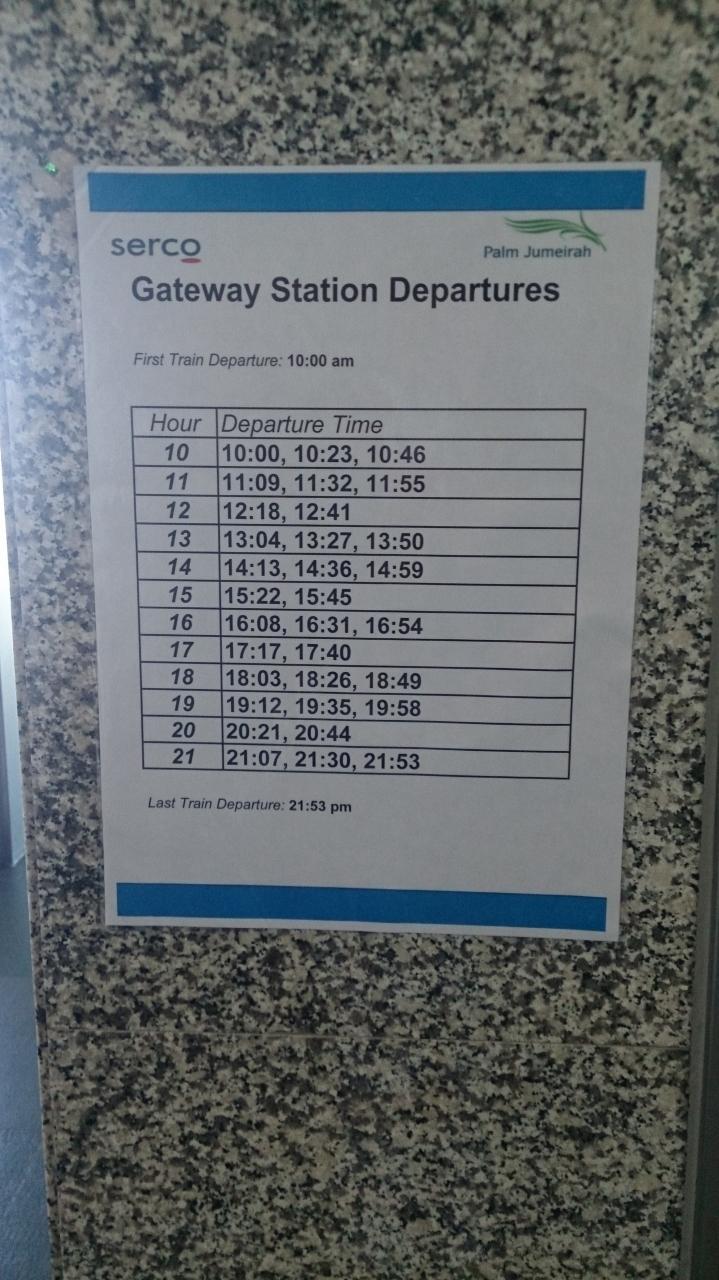 serco
Palm Jumeirah
Gateway Station Departures
First Train Departure: 10:00 am
Hour Departure Time
10 10:00, 10:23, 10:46
11 11:09, 11:32, 11:55
12 12:18, 12:41
13 13:04, 13:27, 13:50
14 14:13, 14:36, 14:59
15 15:22, 15:45
16 16:08, 16:31, 16:54
17 17:17, 17:40
18 18:03, 18:26, 18:49
19 19:12, 19:35, 19:58
20 20:21, 20:44
21 21:07, 21:30, 21:53
Last Train Departure: 21:53 pm